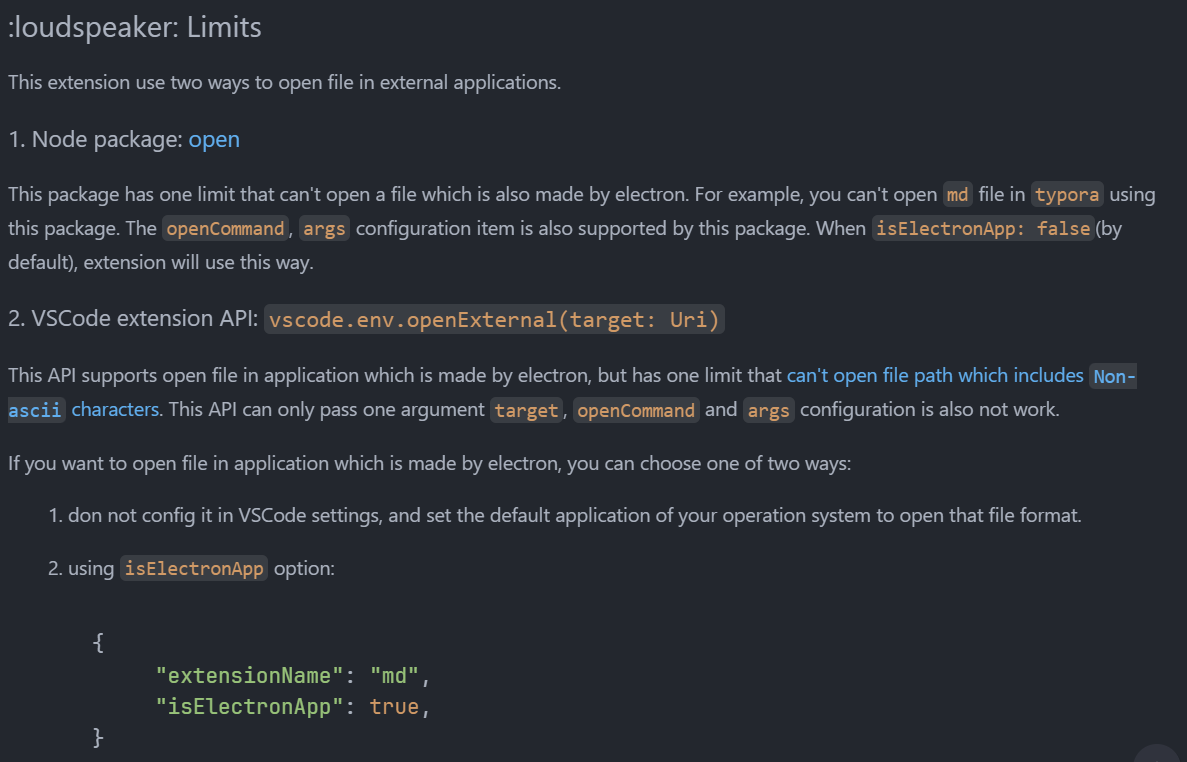 :loudspeaker: Limits
This extension use two ways to open file in external applications.
1. Node package: open
This package has one limit that can't open a file which is also made by electron. For example, you can't open md file in typora using
this package. The openCommand, args configuration item is also supported by this package. When isElectronApp: false(by
default), extension will use this way.
2. VSCode extension API: vscode.env.openExternal(target: Uri)
This API supports open file in application which is made by electron, but has one limit that can't open file path which includes Non-
ascii characters. This API can only pass one argument target, openCommand and args configuration is also not work.
If you want to open file in application which is made by electron, you can choose one of two ways:
1. don not config it in VSCode settings, and set the default application of your operation system to open that file format.
2. using isElectronApp option:
{
"extensionName": "md",
"isElectronApp": true,
}